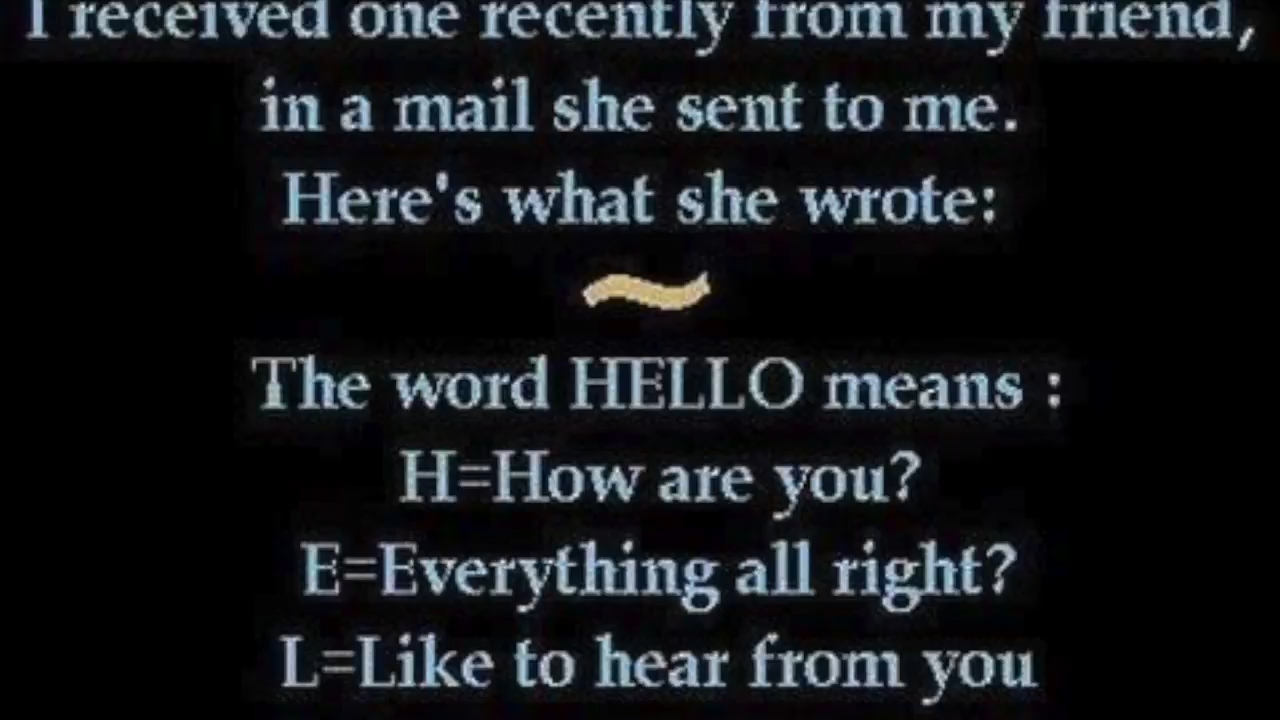 I received one recently from my friend,
in a mail she sent to me.
Here's what she wrote:
~
The word HELLO means :
H=How are you?
E=Everything all right?
L=Like to hear from you